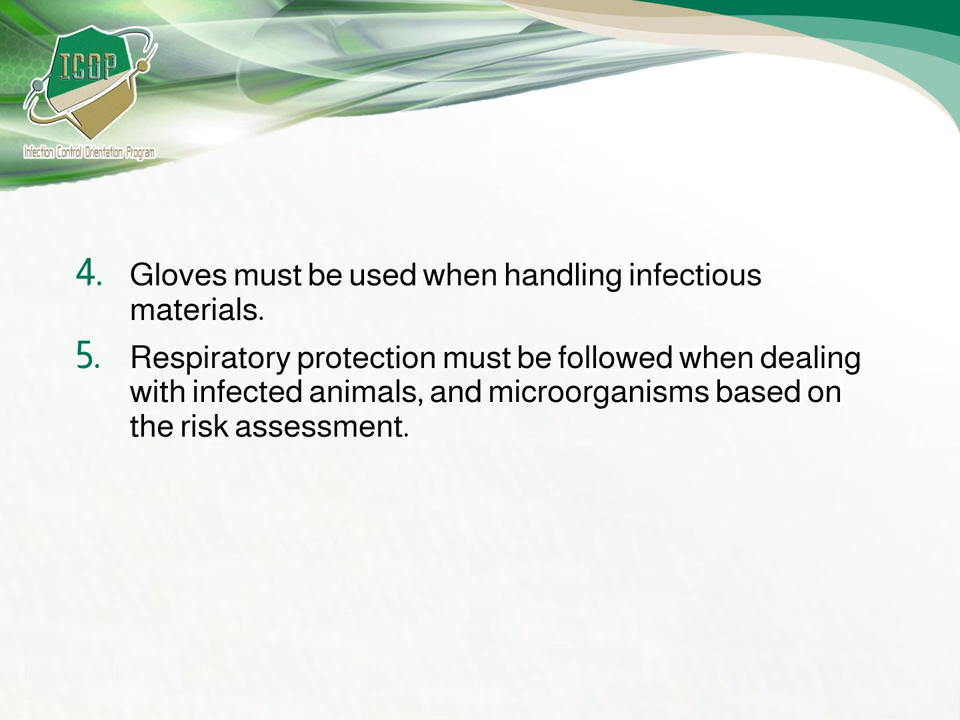 ICOP
Infection Control Orientation Program
4. Gloves must be used when handling infectious
materials.
5. Respiratory protection must be followed when dealing
with infected animals, and microorganisms based on
the risk assessment.